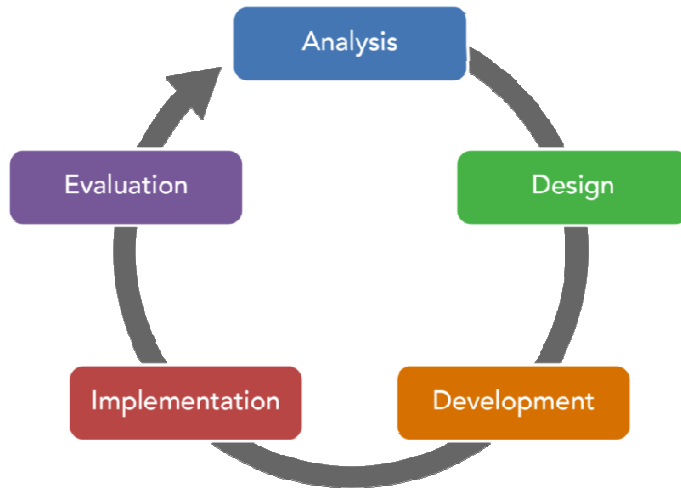 Analysis
Design
Development
Implementation
Evaluation